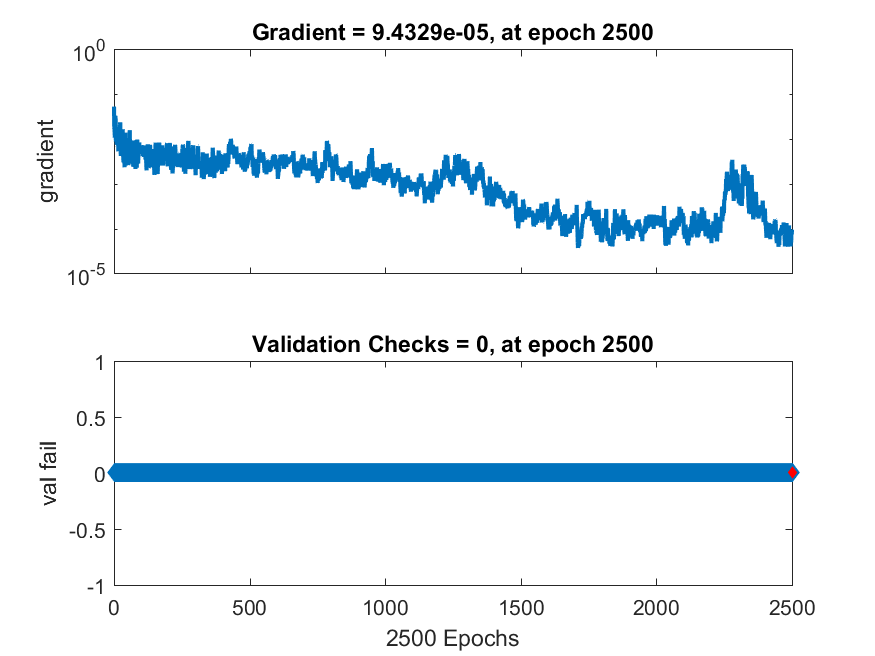 Gradient = 9.4329e-05, at epoch 2500
10^0
gradient
10^-5
Validation Checks = 0, at epoch 2500
1
0.5
val fail
0
-0.5
-1
0 500 1000 1500 2000 2500
2500 Epochs